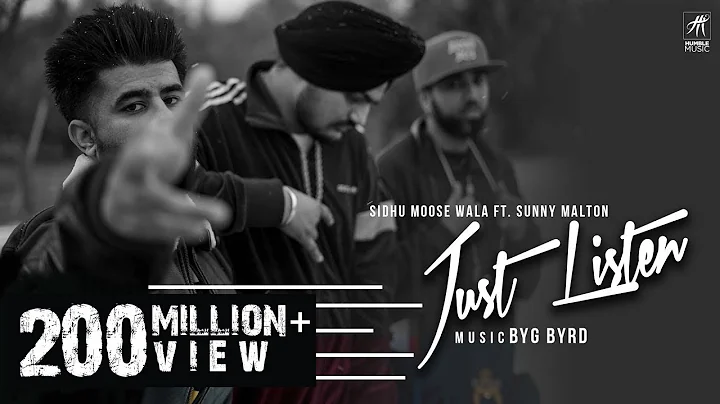 HUMBLE
MUSIC
SIDHU MOOSE WALA FT. SUNNY MALTON
Just Listen
MUSIC BYG BYRD
200 MILLION+
VIEW